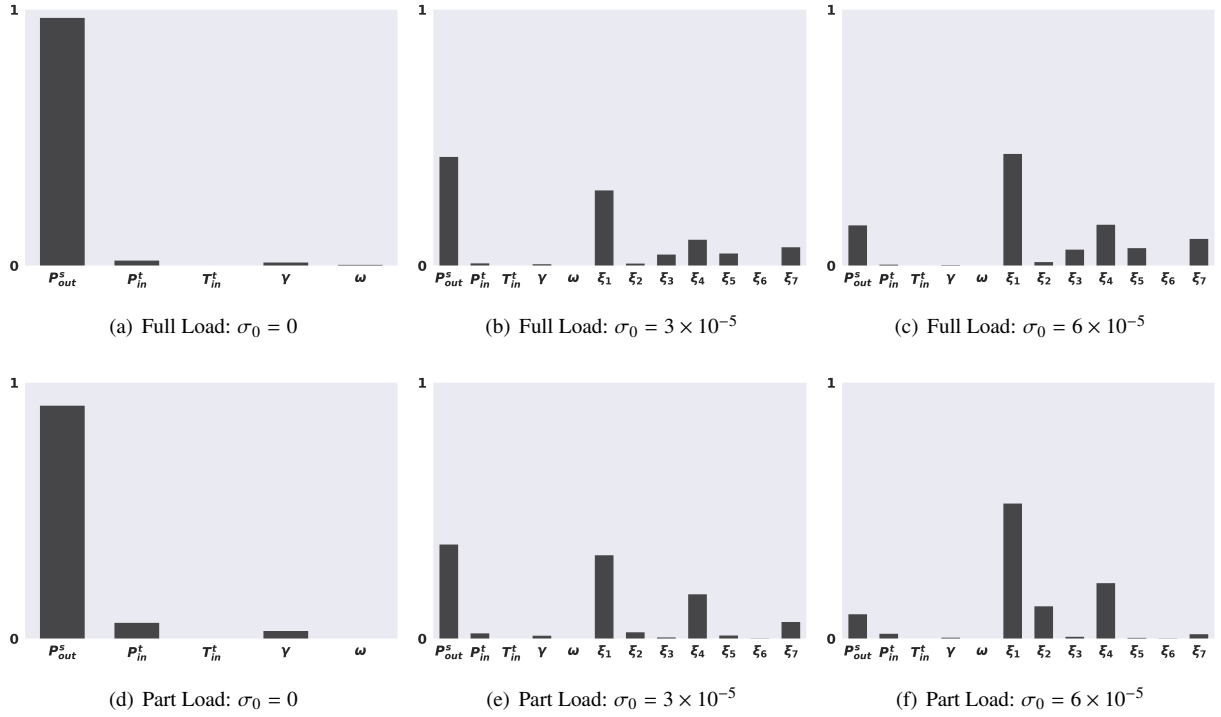 1 1 1
0 0 0
P^s_out P^t_in T^t_in γ ω P^s_out P^t_in T^t_in γ ω ξ₁ ξ₂ ξ₃ ξ₄ ξ₅ ξ₆ ξ₇ P^s_out P^t_in T^t_in γ ω ξ₁ ξ₂ ξ₃ ξ₄ ξ₅ ξ₆ ξ₇
(a) Full Load: σ₀ = 0 (b) Full Load: σ₀ = 3 × 10⁻⁵ (c) Full Load: σ₀ = 6 × 10⁻⁵
1 1 1
0 0 0
P^s_out P^t_in T^t_in γ ω P^s_out P^t_in T^t_in γ ω ξ₁ ξ₂ ξ₃ ξ₄ ξ₅ ξ₆ ξ₇ P^s_out P^t_in T^t_in γ ω ξ₁ ξ₂ ξ₃ ξ₄ ξ₅ ξ₆ ξ₇
(d) Part Load: σ₀ = 0 (e) Part Load: σ₀ = 3 × 10⁻⁵ (f) Part Load: σ₀ = 6 × 10⁻⁵